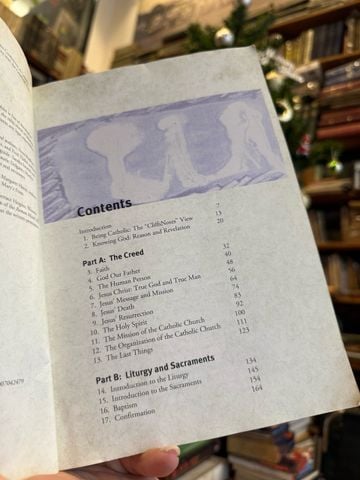 Contents
Introduction 7
1. Being Catholic: The "CliffsNotes" View 13
2. Knowing God: Reason and Revelation 20
Part A: The Creed
3. Faith 32
4. God Our Father 40
5. The Human Person 48
6. Jesus Christ: True God and True Man 56
7. Jesus' Message and Mission 64
8. Jesus' Death 74
9. Jesus' Resurrection 83
10. The Holy Spirit 92
11. The Mission of the Catholic Church 100
12. The Organization of the Catholic Church 111
13. The Last Things 123
Part B: Liturgy and Sacraments
14. Introduction to the Liturgy 134
15. Introduction to the Sacraments 145
16. Baptism 154
17. Confirmation 164